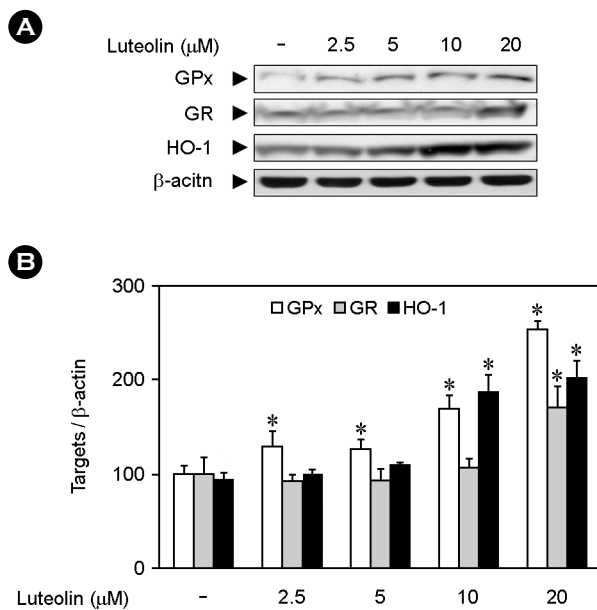 A
Luteolin (μM) – 2.5 5 10 20
GPx
GR
HO-1
β-acitn
B
300
GPx GR HO-1
200
100
0
Targets / β-actin
* * * * * * *
Luteolin (μM) – 2.5 5 10 20